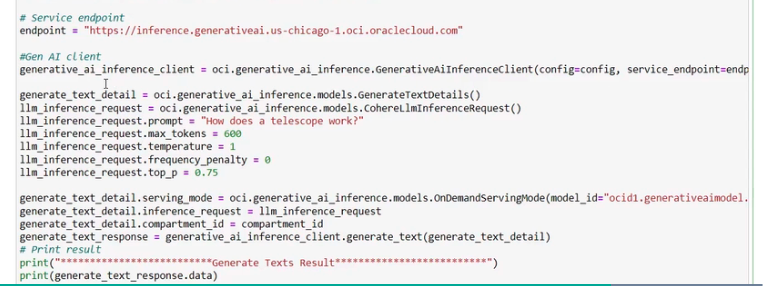 # Service endpoint
endpoint = "https://inference.generativeai.us-chicago-1.oci.oraclecloud.com"
#Gen AI client
generative_ai_inference_client = oci.generative_ai_inference.GenerativeAiInferenceClient(config=config, service_endpoint=endp
generate_text_detail = oci.generative_ai_inference.models.GenerateTextDetails()
llm_inference_request = oci.generative_ai_inference.models.CohereLlmInferenceRequest()
llm_inference_request.prompt = "How does a telescope work?"
llm_inference_request.max_tokens = 600
llm_inference_request.temperature = 1
llm_inference_request.frequency_penalty = 0
llm_inference_request.top_p = 0.75
generate_text_detail.serving_mode = oci.generative_ai_inference.models.OnDemandServingMode(model_id="ocid1.generativeaimodel.
generate_text_detail.inference_request = llm_inference_request
generate_text_detail.compartment_id = compartment_id
generate_text_response = generative_ai_inference_client.generate_text(generate_text_detail)
# Print result
print("**************************Generate Texts Result**************************")
print(generate_text_response.data)